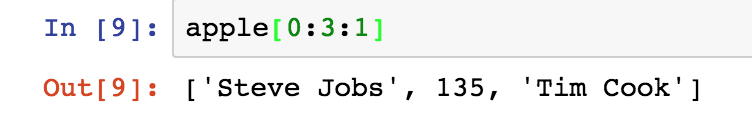 In [9]: apple[0:3:1]
Out[9]: ['Steve Jobs', 135, 'Tim Cook']